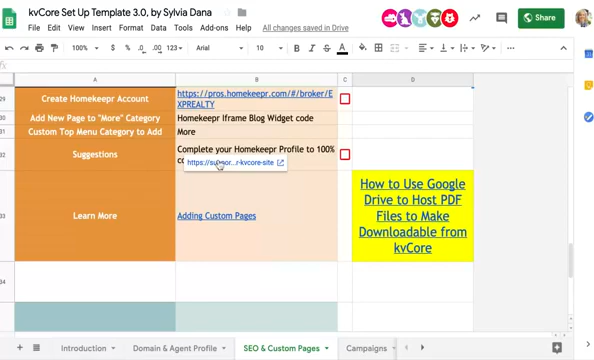 kvCore Set Up Template 3.0, by Sylvia Dana
File Edit View Insert Format Data Tools Add-ons All changes saved in Drive
Share
100% $ % .0 .00 123 Arial 10 B I S A
fx
A B C D
29 Create Homekeepr Account https://pros.homekeepr.com/#/broker/E
XPREALTY
30 Add New Page to "More" Category Homekeepr Iframe Blog Widget code
31 Custom Top Menu Category to Add More
32 Suggestions Complete your Homekeepr Profile to 100%
https://suppor...r-kvcore-site
33 Learn More Adding Custom Pages
How to Use Google
Drive to Host PDF
Files to Make
Downloadable from
kvCore
34
Introduction Domain & Agent Profile SEO & Custom Pages Campaigns